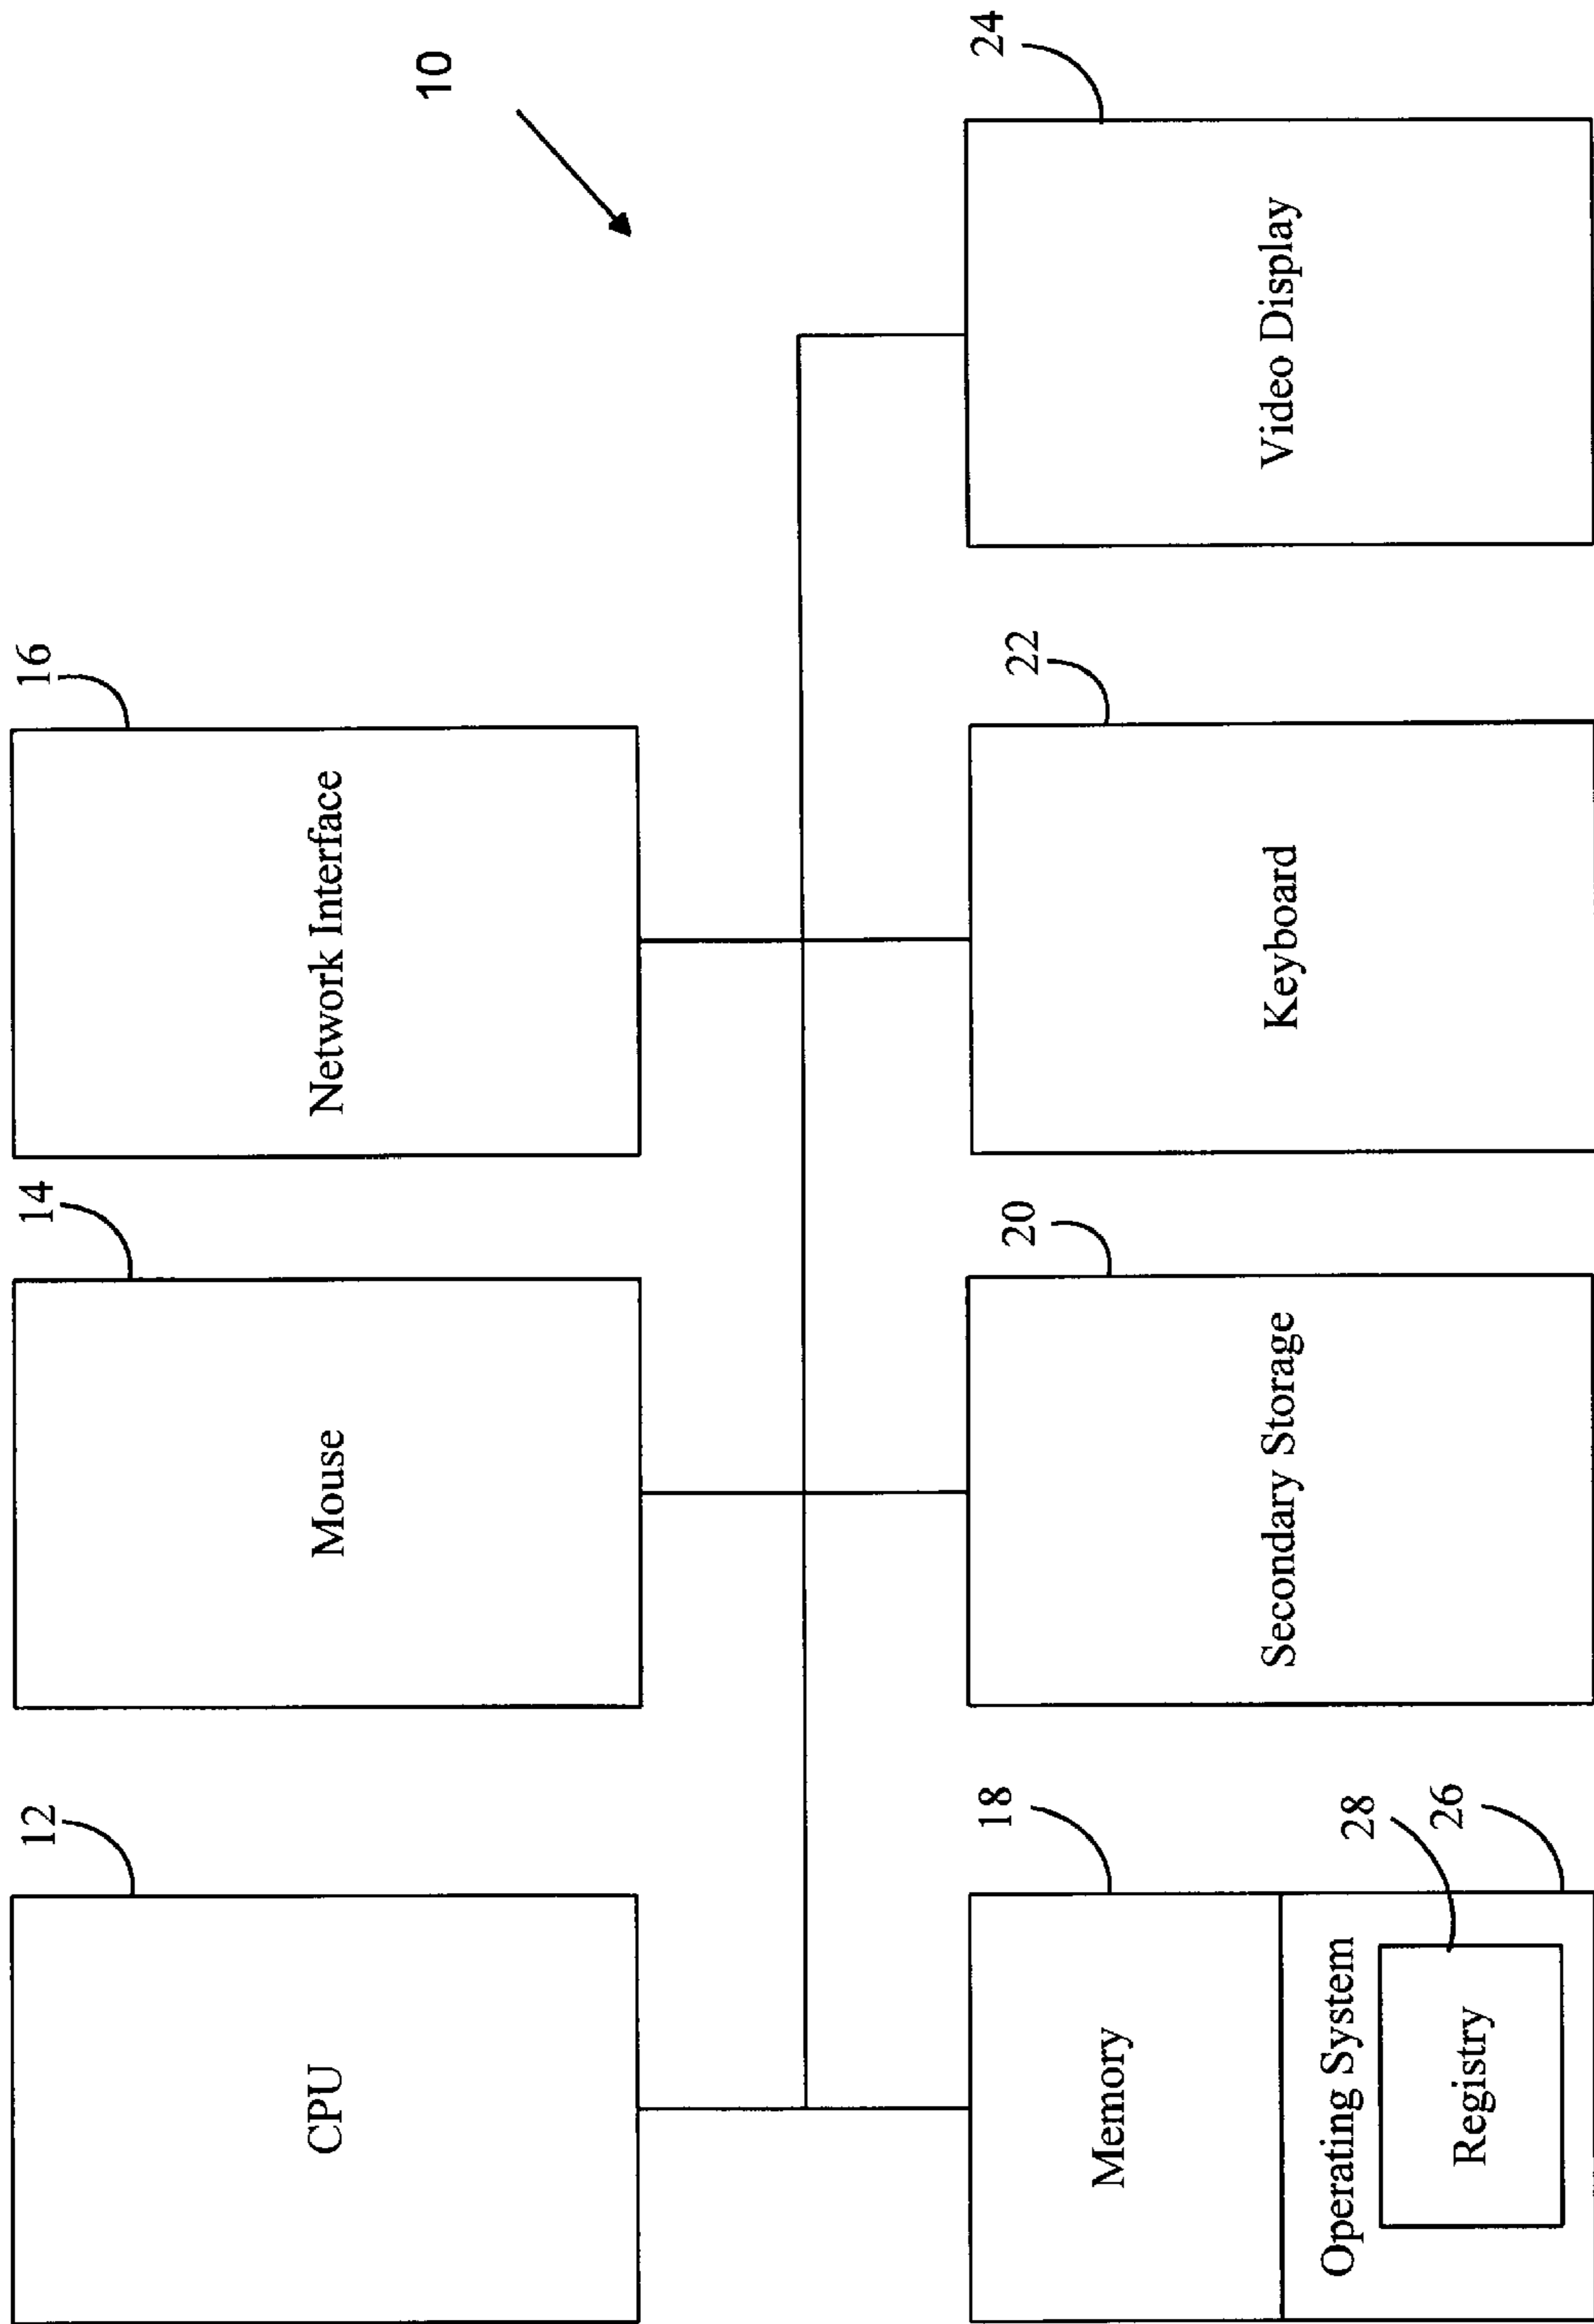 10
12
CPU
14
Mouse
16
Network Interface
18
Memory
26
Operating System
28
Registry
20
Secondary Storage
22
Keyboard
24
Video Display